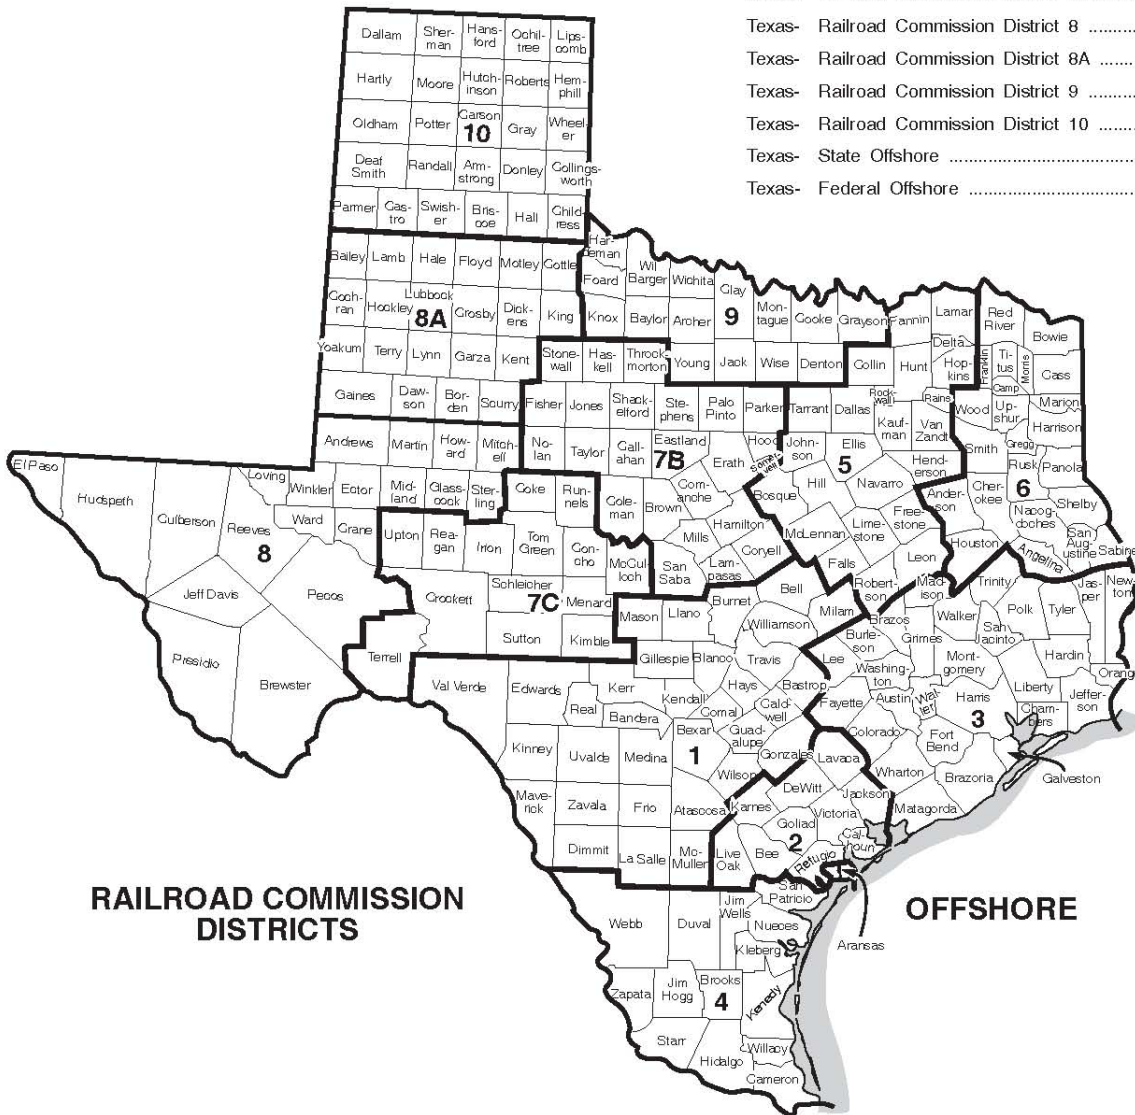 Texas- Railroad Commission District 8 ..........
Texas- Railroad Commission District 8A ........
Texas- Railroad Commission District 9 ..........
Texas- Railroad Commission District 10 ........
Texas- State Offshore ..................................
Texas- Federal Offshore ..............................
Dallam
Sher-
man
Hans-
ford
Ochil-
tree
Lips-
comb
Hartly
Moore
Hutch-
inson
Roberts
Hem-
phill
Oldham
Potter
Carson
10
Gray
Wheel-
er
Deaf
Smith
Randall
Arm-
strong
Donley
Collings-
worth
Parmer
Cas-
tro
Swish-
er
Bris-
coe
Hall
Child-
ress
Bailey
Lamb
Hale
Floyd
Motley
Cottle
Har-
deman
Foard
Wil
Barger
Wichita
Clay
Coch-
ran
Hockley
Lubbock
8A
Crosby
Dick-
ens
King
Knox
Baylor
Archer
9
Mon-
tague
Cooke
Grayson
Fannin
Lamar
Red
River
Bowie
Yoakum
Terry
Lynn
Garza
Kent
Stone-
wall
Has-
kell
Throck-
morton
Young
Jack
Wise
Denton
Collin
Hunt
Delta
Hop-
kins
Franklin
Ti-
tus
Morris
Cass
Camp
Gaines
Daw-
son
Bor-
den
Scurry
Fisher
Jones
Shack-
elford
Ste-
phens
Palo
Pinto
Parker
Tarrant
Dallas
Rock-
wall
Rains
Wood
Up-
shur
Marion
Harrison
Kauf-
man
Van
Zandt
Andrews
Martin
How-
ard
Mitch-
ell
No-
lan
Taylor
Cal-
lahan
Eastland
7B
Erath
Hood
Somer-
vell
John-
son
Ellis
5
Hender-
erson
Smith
Gregg
Rusk
6
Panola
El Paso
Hudspeth
Culberson
Loving
Winkler
Ector
Mid-
land
Glass-
cock
Ster-
ling
Coke
Run-
nels
Cole-
man
Brown
Com-
anche
Bosque
Hill
Navarro
Ander-
son
Cher-
okee
Nacog-
doches
Shelby
Reeves
8
Ward
Crane
Upton
Rea-
gan
Irion
Tom
Green
Con-
cho
McCul-
loch
San
Saba
Mills
Hamilton
Coryell
Lam-
pasas
McLennan
Lime-
stone
Free-
stone
Falls
Leon
Houston
Angelina
San
Aug-
ustine
Sabine
Jeff Davis
Pecos
Crockett
Schleicher
7C
Menard
Mason
Llano
Burnet
Bell
Milam
Robert-
son
Mad-
ison
Trinity
Jas-
per
New-
ton
Presidio
Brewster
Terrell
Sutton
Kimble
Gillespie
Blanco
Williamson
Travis
Brazos
Burle-
son
Grimes
Walker
San
Jacinto
Polk
Tyler
Val Verde
Edwards
Kerr
Real
Bandera
Kendall
Comal
Hays
Bastrop
Cald-
well
Lee
Washing-
ton
Mont-
gomery
Hardin
Orange
Fayette
Austin
Wal-
ler
Harris
3
Liberty
Jeffer-
son
Cham-
bers
Kinney
Uvalde
Medina
Bexar
1
Guad-
alupe
Gonzales
Wilson
Lavaca
Colorado
Fort
Bend
Wharton
Brazoria
Galveston
Mave-
rick
Zavala
Frio
Atascosa
Karnes
DeWitt
Jackson
Matagorda
Victoria
Goliad
2
Cal-
houn
Dimmit
La Salle
Mc-
Mullen
Live
Oak
Bee
Refugio
Aransas
RAILROAD COMMISSION
DISTRICTS
OFFSHORE
Webb
Duval
Jim
Wells
San
Patricio
Nueces
Kleberg
Zapata
Jim
Hogg
Brooks
4
Kenedy
Starr
Hidalgo
Willacy
Cameron